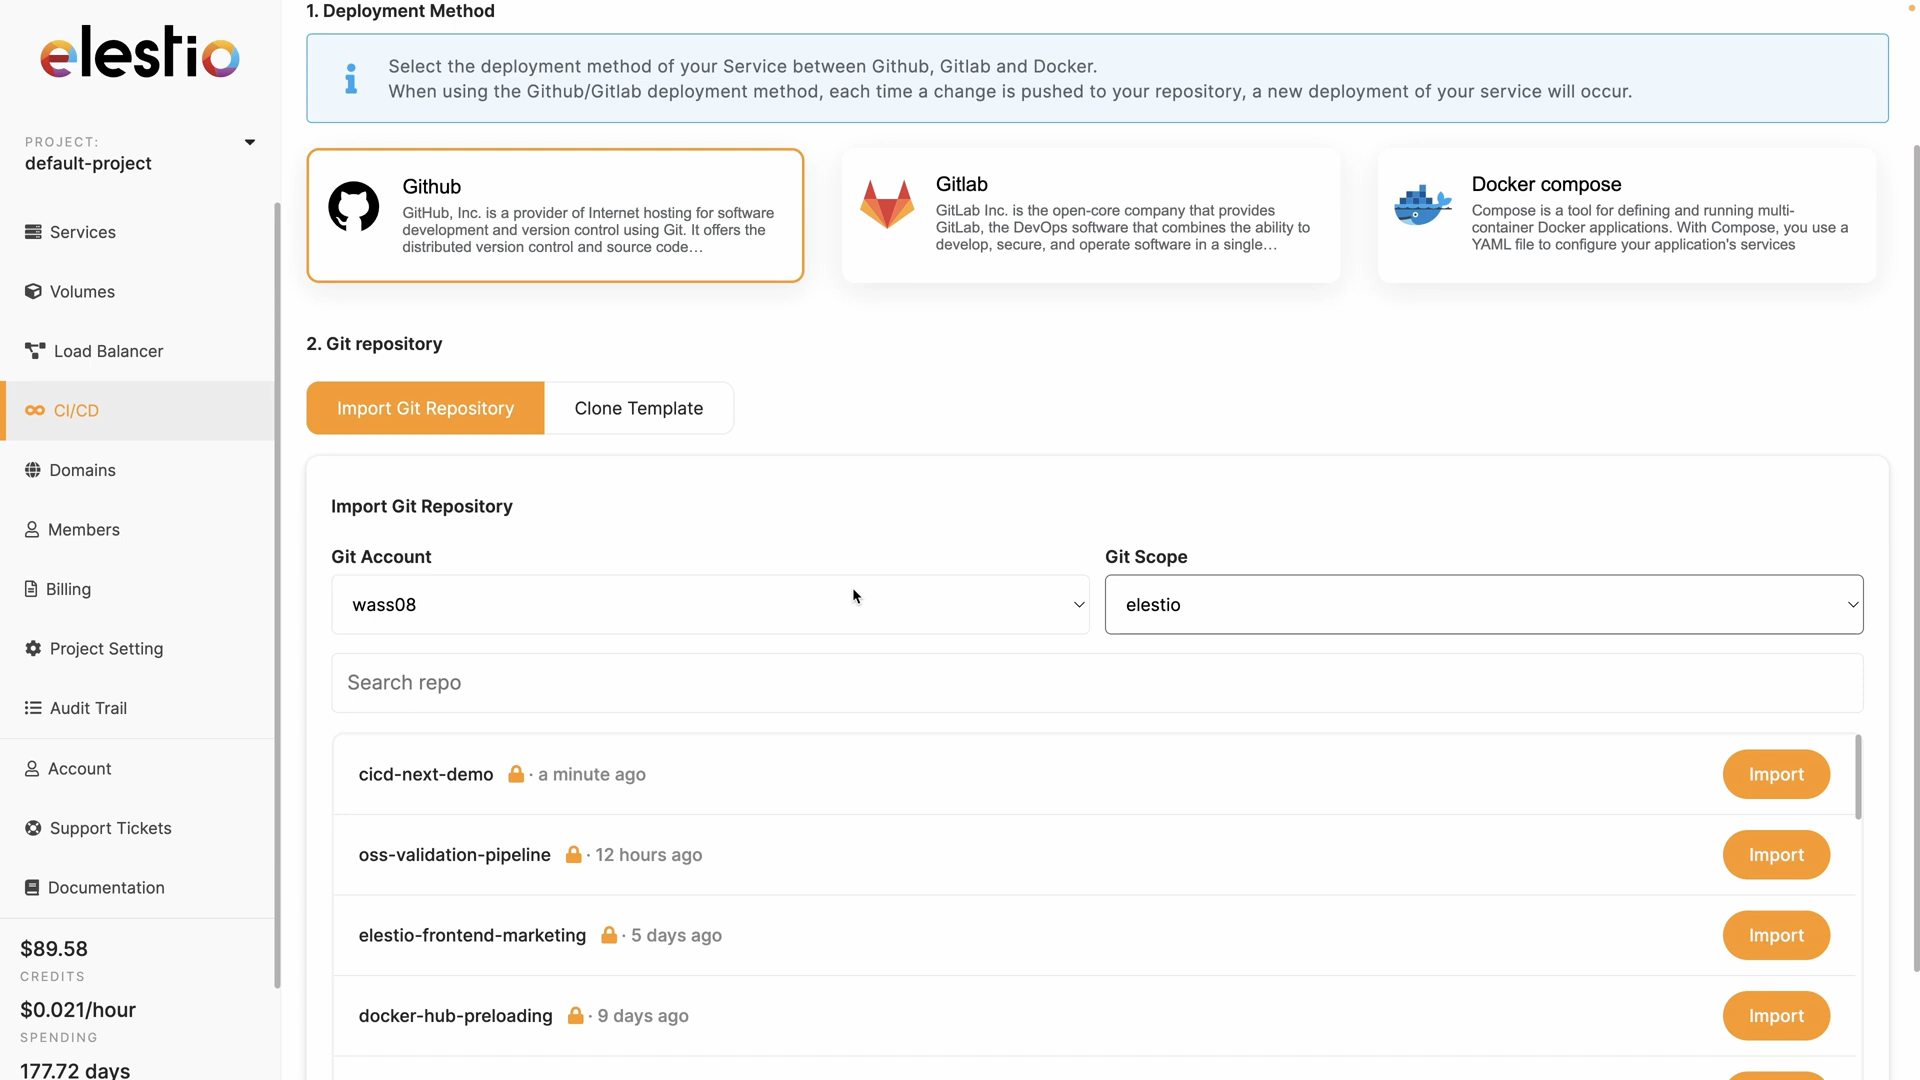 elestio
PROJECT:
default-project
Services
Volumes
Load Balancer
CI/CD
Domains
Members
Billing
Project Setting
Audit Trail
Account
Support Tickets
Documentation
$89.58
CREDITS
$0.021/hour
SPENDING
177.72 days
1. Deployment Method
Select the deployment method of your Service between Github, Gitlab and Docker.
When using the Github/Gitlab deployment method, each time a change is pushed to your repository, a new deployment of your service will occur.
Github
GitHub, Inc. is a provider of Internet hosting for software
development and version control using Git. It offers the
distributed version control and source code...
Gitlab
GitLab Inc. is the open-core company that provides
GitLab, the DevOps software that combines the ability to
develop, secure, and operate software in a single...
Docker compose
Compose is a tool for defining and running multi-
container Docker applications. With Compose, you use a
YAML file to configure your application's services
2. Git repository
Import Git Repository
Clone Template
Import Git Repository
Git Account
Git Scope
wass08
elestio
Search repo
cicd-next-demo · a minute ago
Import
oss-validation-pipeline · 12 hours ago
Import
elestio-frontend-marketing · 5 days ago
Import
docker-hub-preloading · 9 days ago
Import